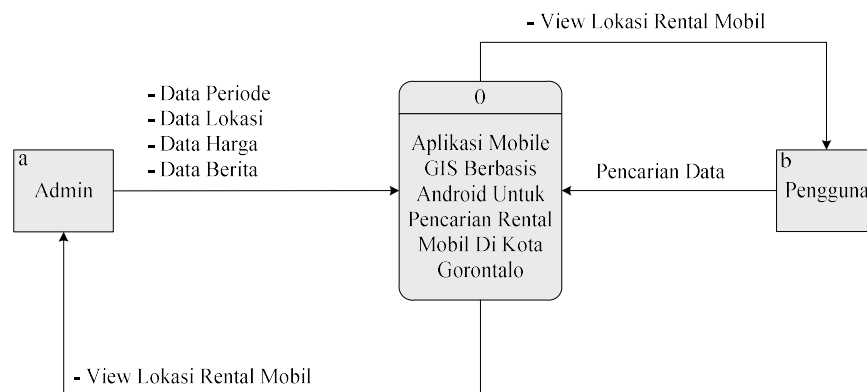 - View Lokasi Rental Mobil
- Data Periode
- Data Lokasi
- Data Harga
- Data Berita
a
Admin
0
Aplikasi Mobile
GIS Berbasis
Android Untuk
Pencarian Rental
Mobil Di Kota
Gorontalo
Pencarian Data
b
Pengguna
- View Lokasi Rental Mobil